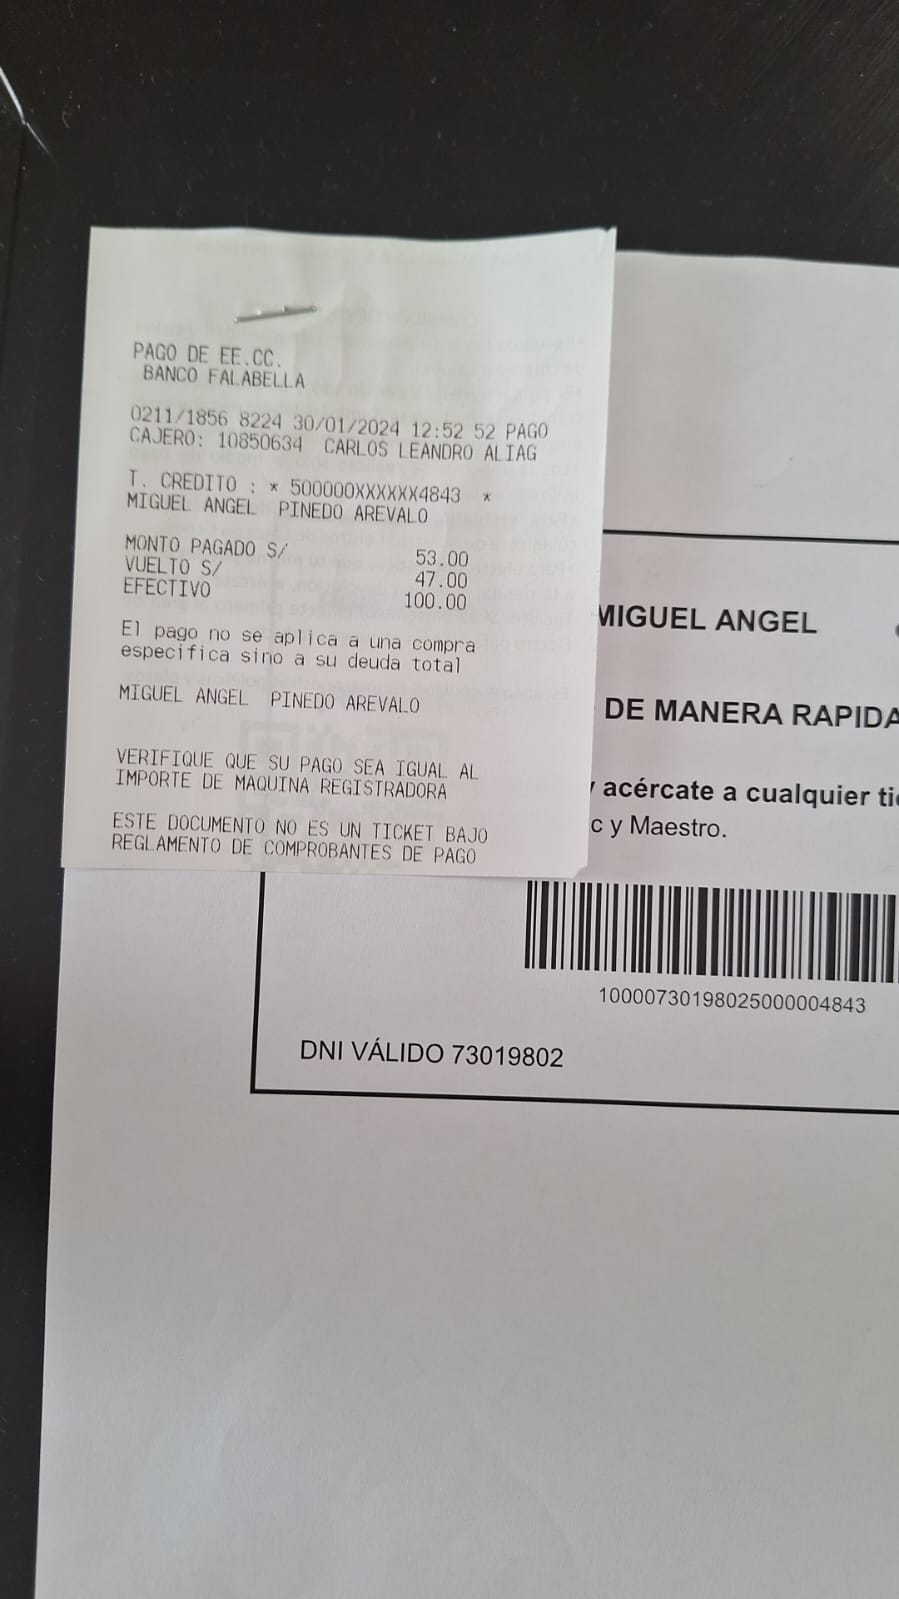 PAGO DE EE.CC.
BANCO FALABELLA
0211/1856 8224 30/01/2024 12:52 52 PAGO
CAJERO: 10850634 CARLOS LEANDRO ALIAG
T. CREDITO : * 500000XXXXXX4843 *
MIGUEL ANGEL PINEDO AREVALO
MONTO PAGADO S/ 53.00
VUELTO S/ 47.00
EFECTIVO 100.00
El pago no se aplica a una compra
especifica sino a su deuda total
MIGUEL ANGEL PINEDO AREVALO
VERIFIQUE QUE SU PAGO SEA IGUAL AL
IMPORTE DE MAQUINA REGISTRADORA
ESTE DOCUMENTO NO ES UN TICKET BAJO
REGLAMENTO DE COMPROBANTES DE PAGO
MIGUEL ANGEL
DE MANERA RAPIDA
acércate a cualquier
c y Maestro.
10000730198025000004843
DNI VÁLIDO 73019802